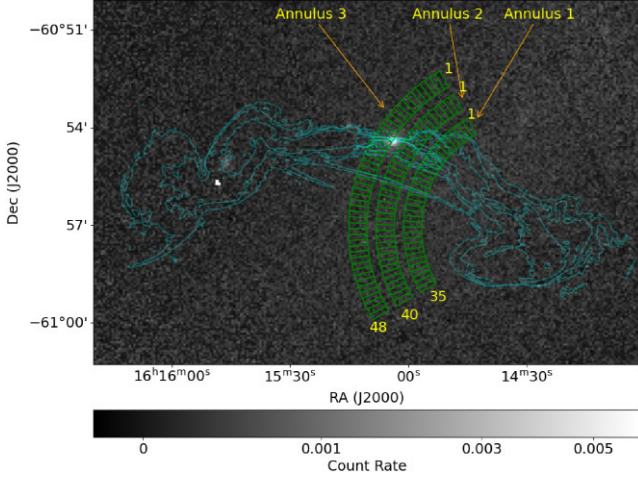 Annulus 3
Annulus 2
Annulus 1
−60°51'
54'
57'
−61°00'
Dec (J2000)
1
1
1
35
40
48
16ʰ16ᵐ00ˢ
15ᵐ30ˢ
00ˢ
14ᵐ30ˢ
RA (J2000)
0
0.001
0.003
0.005
Count Rate